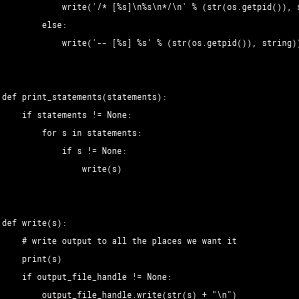 write('/* [%s]\n%s\n*/\n' % (str(os.getpid()), s
else:
write('-- [%s] %s' % (str(os.getpid()), string))
def print_statements(statements):
if statements != None:
for s in statements:
if s != None:
write(s)
def write(s):
# write output to all the places we want it
print(s)
if output_file_handle != None:
output_file_handle.write(str(s) + "\n")